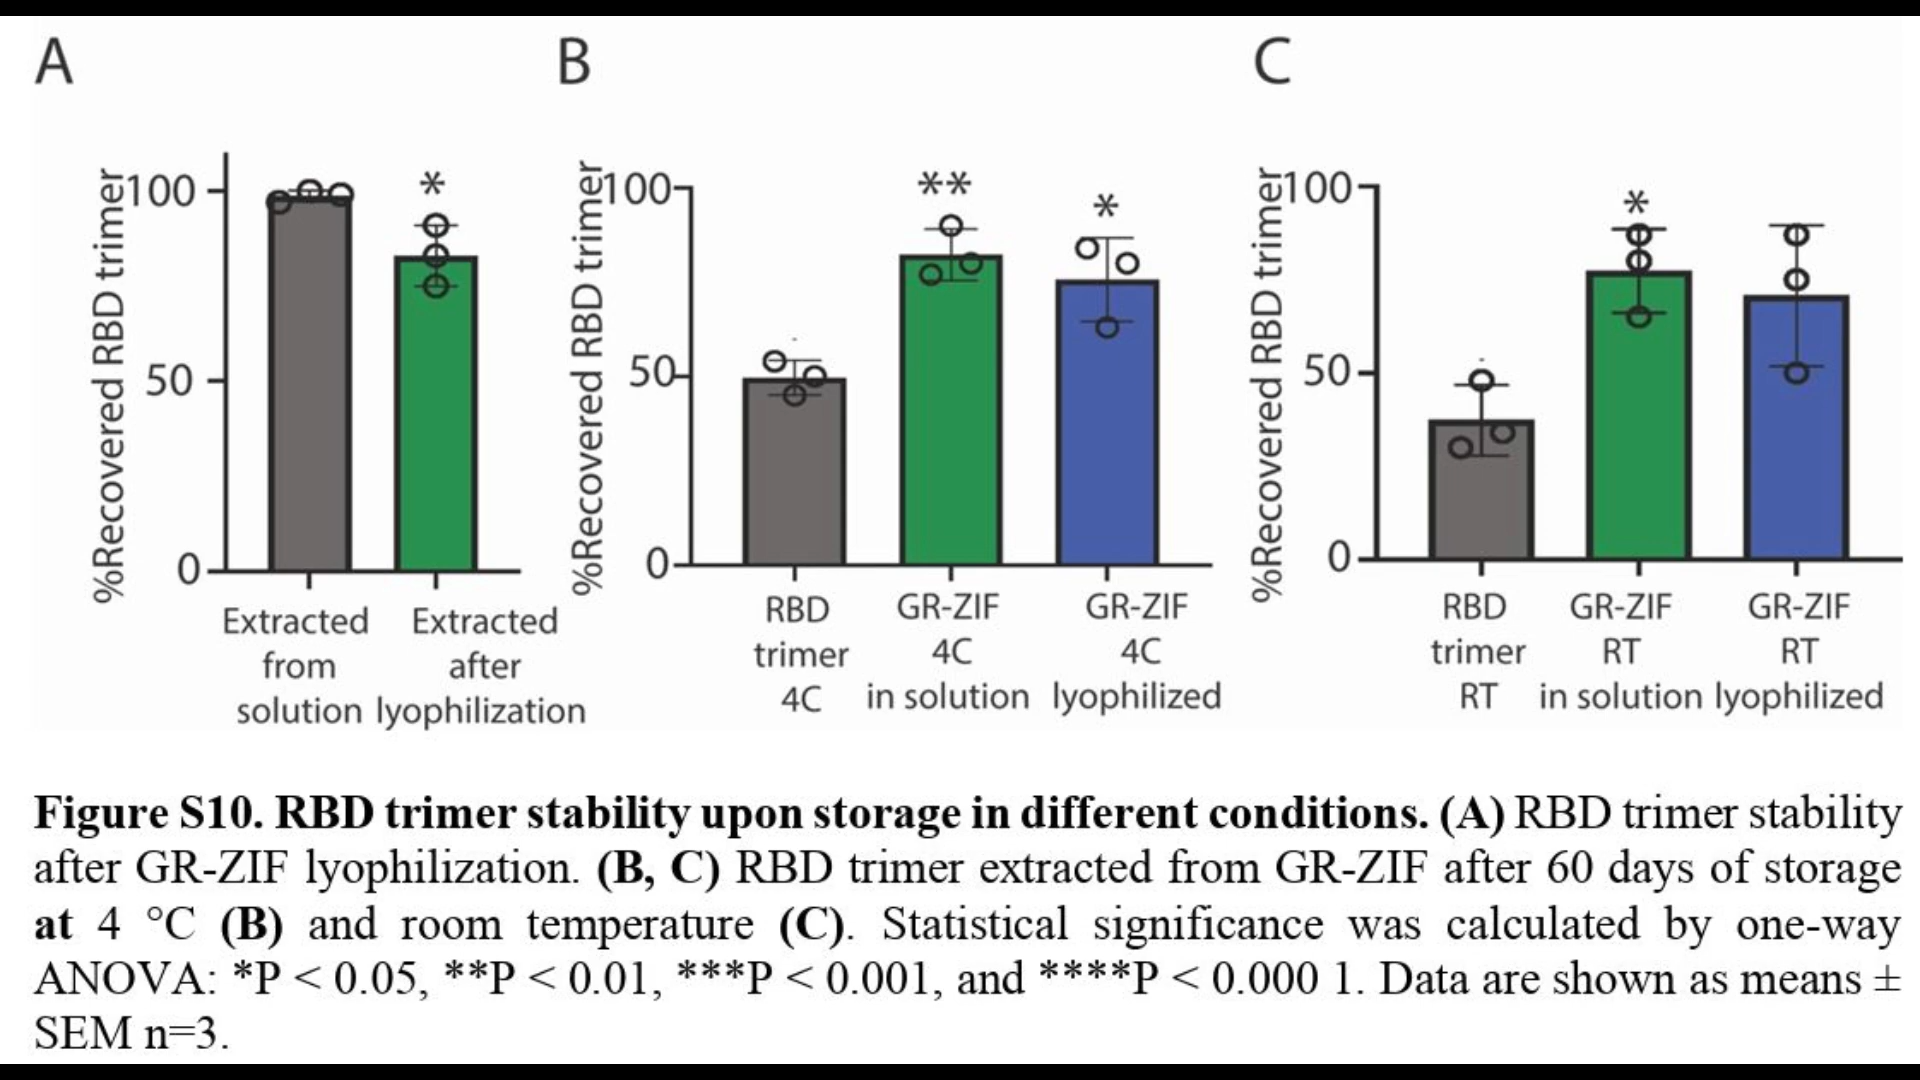 A
B
C
%Recovered RBD trimer
100
50
0
*
Extracted
from
solution
Extracted
after
lyophilization
%Recovered RBD trimer
100
50
0
**
*
RBD
trimer
4C
GR-ZIF
4C
in solution
GR-ZIF
4C
lyophilized
%Recovered RBD trimer
100
50
0
*
RBD
trimer
RT
GR-ZIF
RT
in solution
GR-ZIF
RT
lyophilized
Figure S10. RBD trimer stability upon storage in different conditions. (A) RBD trimer stability
after GR-ZIF lyophilization. (B, C) RBD trimer extracted from GR-ZIF after 60 days of storage
at 4 °C (B) and room temperature (C). Statistical significance was calculated by one-way
ANOVA: *P < 0.05, **P < 0.01, ***P < 0.001, and ****P < 0.000 1. Data are shown as means ±
SEM n=3.